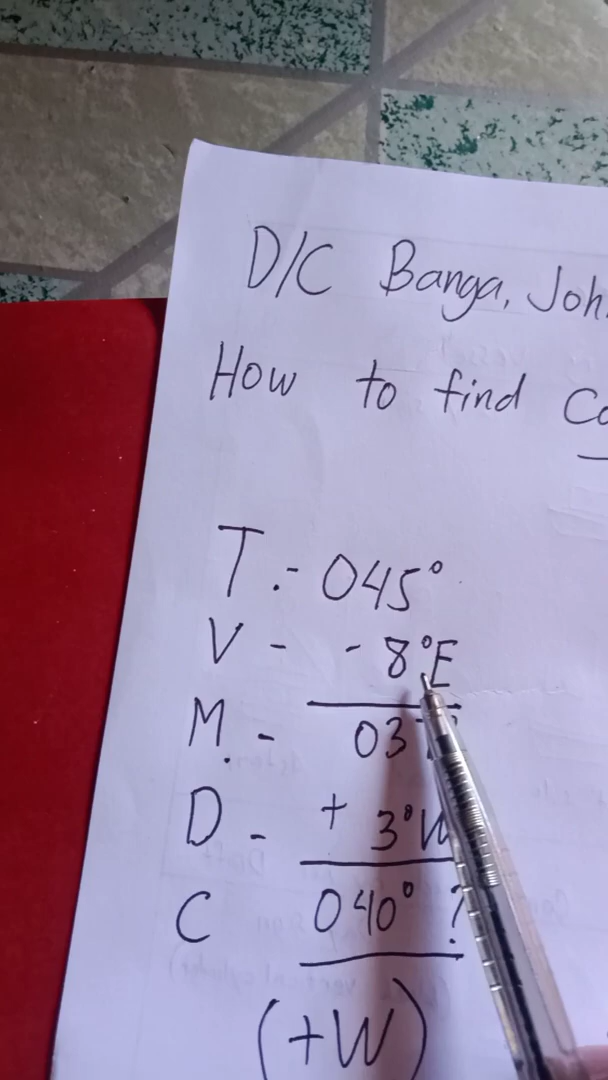 D/C Banga, Joh
How to find
T.- 045°
V - - 8°E
M. - 03
D - + 3°W
C 040° ?
(+W)